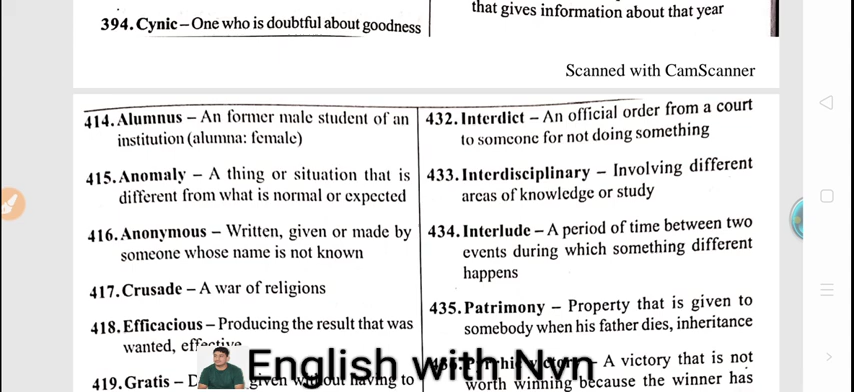 394. Cynic – One who is doubtful about goodness
that gives information about that year
Scanned with CamScanner
414. Alumnus – An former male student of an
institution (alumna: female)
415. Anomaly – A thing or situation that is
different from what is normal or expected
416. Anonymous – Written, given or made by
someone whose name is not known
417. Crusade – A war of religions
418. Efficacious – Producing the result that was
wanted, effective
419. Gratis – given without having to
432. Interdict – An official order from a court
to someone for not doing something
433. Interdisciplinary – Involving different
areas of knowledge or study
434. Interlude – A period of time between two
events during which something different
happens
435. Patrimony – Property that is given to
somebody when his father dies, inheritance
– A victory that is not
worth winning because the winner has
English with Nvn